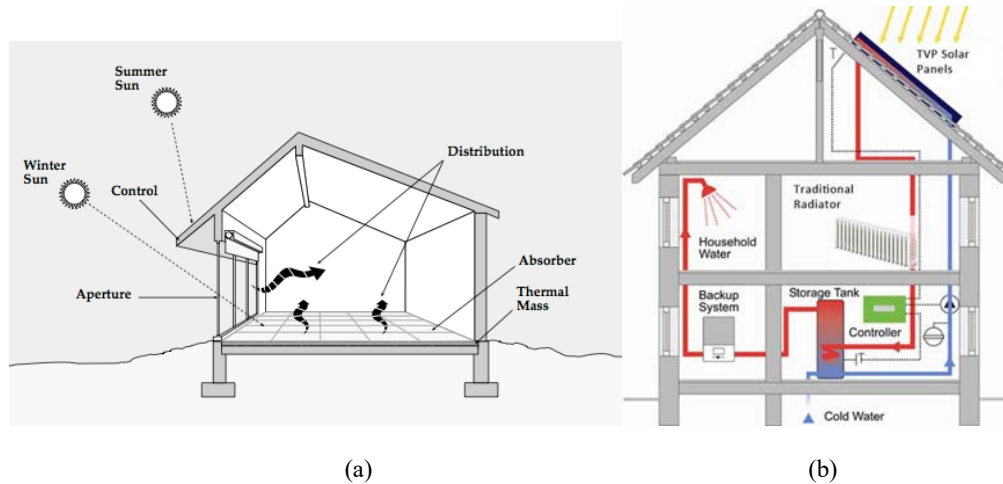 Summer
Sun
Winter
Sun
Control
Distribution
Absorber
Thermal
Mass
Aperture
(a)
TVP Solar
Panels
T
Traditional
Radiator
Household
Water
Backup
System
Storage Tank
Controller
T
Cold Water
(b)